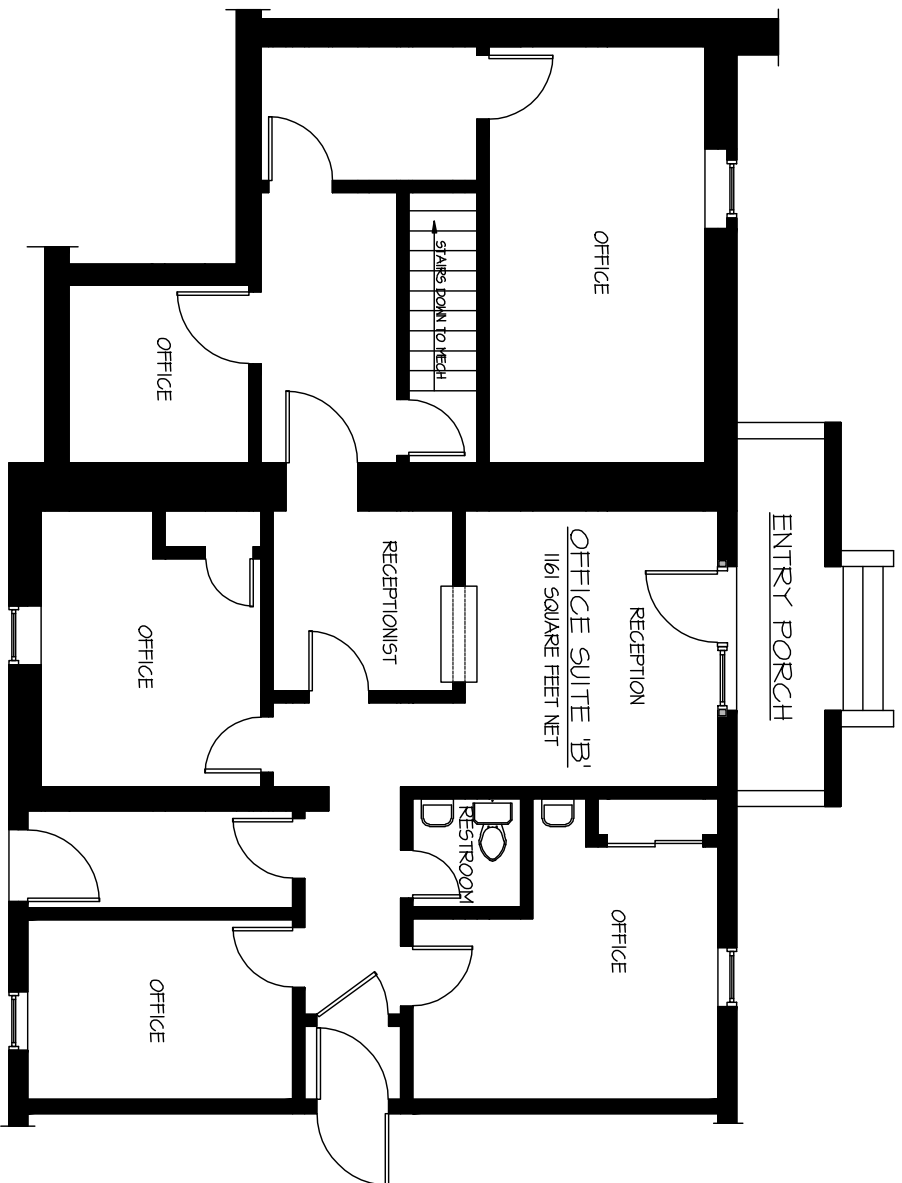 OFFICE
STAIRS DOWN TO MECH
OFFICE
ENTRY PORCH
OFFICE SUITE 'B'
1161 SQUARE FEET NET
RECEPTION
RECEPTIONIST
OFFICE
RESTROOM
OFFICE
OFFICE